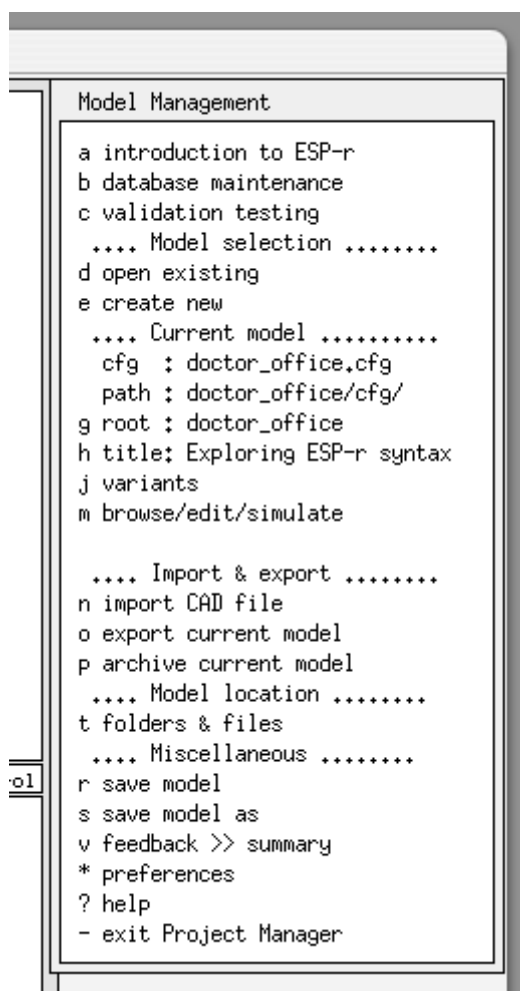 Model Management
a introduction to ESP-r
b database maintenance
c validation testing
.... Model selection ........
d open existing
e create new
.... Current model ..........
cfg : doctor_office.cfg
path : doctor_office/cfg/
g root : doctor_office
h title: Exploring ESP-r syntax
j variants
m browse/edit/simulate
.... Import & export ........
n import CAD file
o export current model
p archive current model
.... Model location ........
t folders & files
.... Miscellaneous ........
r save model
s save model as
v feedback >> summary
* preferences
? help
- exit Project Manager
ol